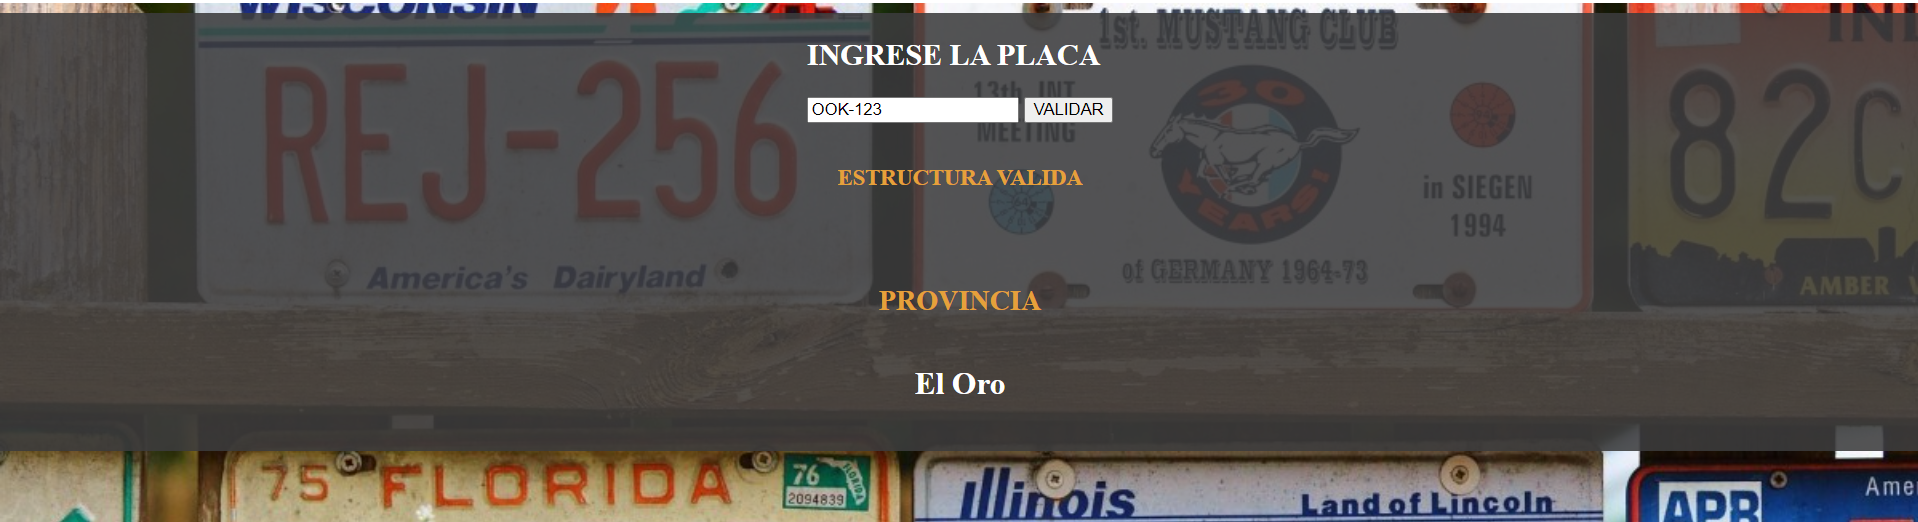 WISCONSIN
1st. MUSTANG CLUB
INGRESE LA PLACA
13th INT
MEETING
OOK-123 VALIDAR
REJ-256
30
YEARS!
82C
ESTRUCTURA VALIDA
in SIEGEN
1994
America's Dairyland
of GERMANY 1964-73
AMBER
PROVINCIA
El Oro
75 FLORIDA 76
FLORIDA
2094839
Illinois
Land of Lincoln
APR
Ame